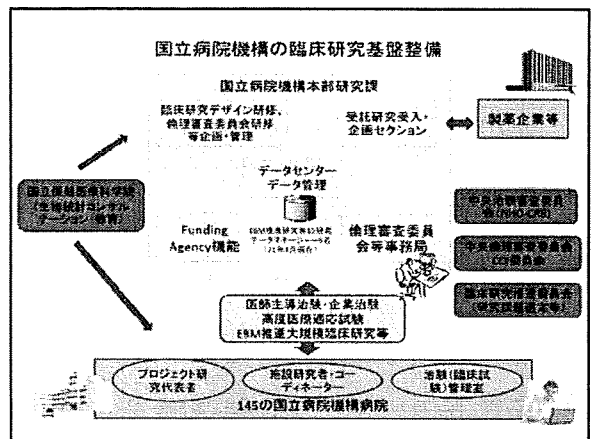 国立病院機構の臨床研究基盤整備
国立病院機構本部研究課
臨床研究デザイン研修、
倫理審査委員会研修
等企画・管理
受託研究受入・
企画セクション
製薬企業等
データセンター
データ管理
国立保健医療科学院
(生物統計コンサル
テーション・教育)
Funding
Agency機能
倫理審査委員
会等事務局
中央治験審査委員
会(NHO-CRB)
中央倫理審査委員会
臨床研究推進委員会
医師主導治験・企業治験
高度医療適応試験
EBM推進大規模臨床研究等
プロジェクト研
究代表者
施設研究者・コー
ディネーター
治験(臨床試
験)管理室
145の国立病院機構病院